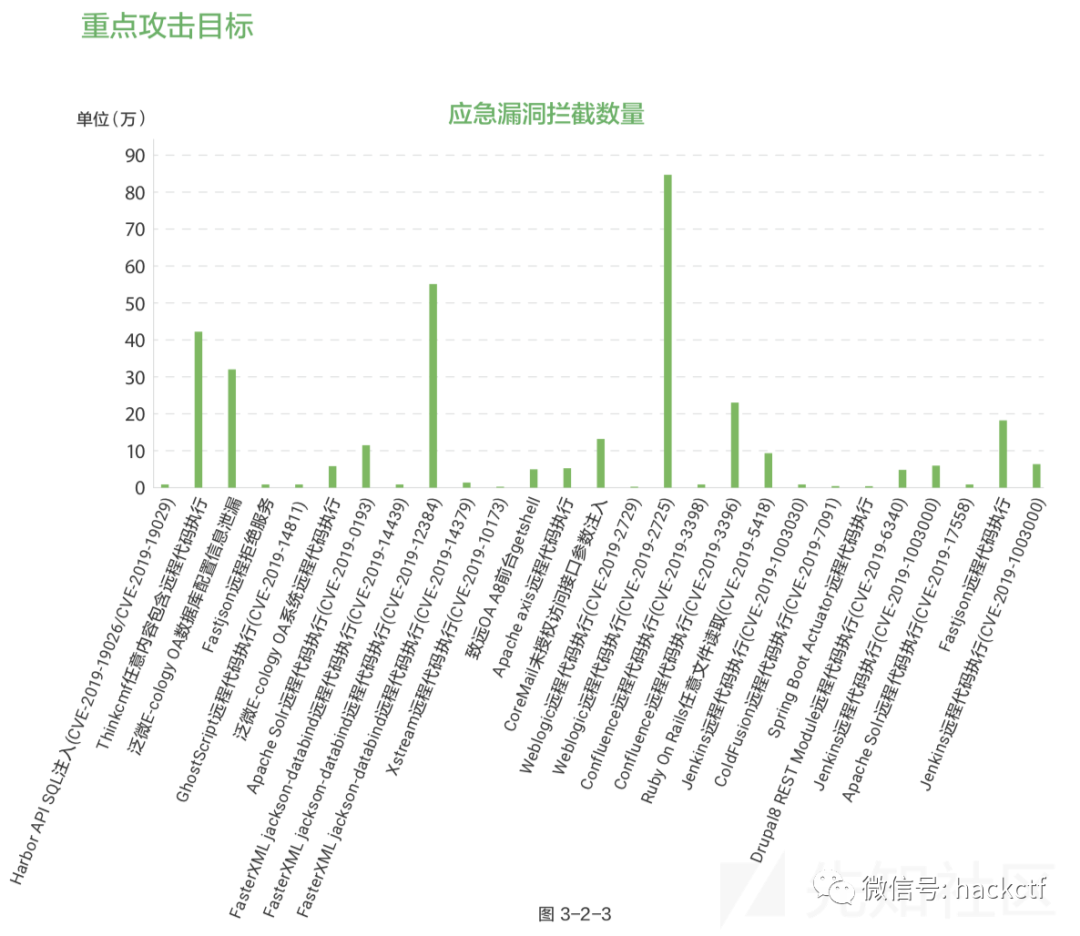 重点攻击目标
应急漏洞拦截数量
单位(万)
90
80
70
60
50
40
30
20
10
0
Harbor API SQL注入(CVE-2019-19026/CVE-2019-19029)
Thinkcmf任意内容包含远程代码执行
泛微E-cology OA数据库配置信息泄漏
Fastjson远程拒绝服务
GhostScript远程代码执行(CVE-2019-14811)
泛微E-cology OA系统远程代码执行
Apache Solr远程代码执行(CVE-2019-0193)
FasterXML jackson-databind远程代码执行(CVE-2019-14439)
FasterXML jackson-databind远程代码执行(CVE-2019-12384)
FasterXML jackson-databind远程代码执行(CVE-2019-14379)
Xstream远程代码执行(CVE-2019-10173)
致远OA A8前台getshell
Apache axis远程代码执行
CoreMail未授权访问接口参数注入
Weblogic远程代码执行(CVE-2019-2729)
Weblogic远程代码执行(CVE-2019-2725)
Confluence远程代码执行(CVE-2019-3398)
Confluence远程代码执行(CVE-2019-3396)
Ruby On Rails任意文件读取(CVE-2019-5418)
Jenkins远程代码执行(CVE-2019-1003030)
ColdFusion远程代码执行(CVE-2019-7091)
Spring Boot Actuator远程代码执行
Drupal8 REST Module远程代码执行(CVE-2019-6340)
Jenkins远程代码执行(CVE-2019-1003000)
Apache Solr远程代码执行(CVE-2019-17558)
Fastjson远程代码执行
Jenkins远程代码执行(CVE-2019-1003000)
先知社区
微信号: hackctf
图 3-2-3